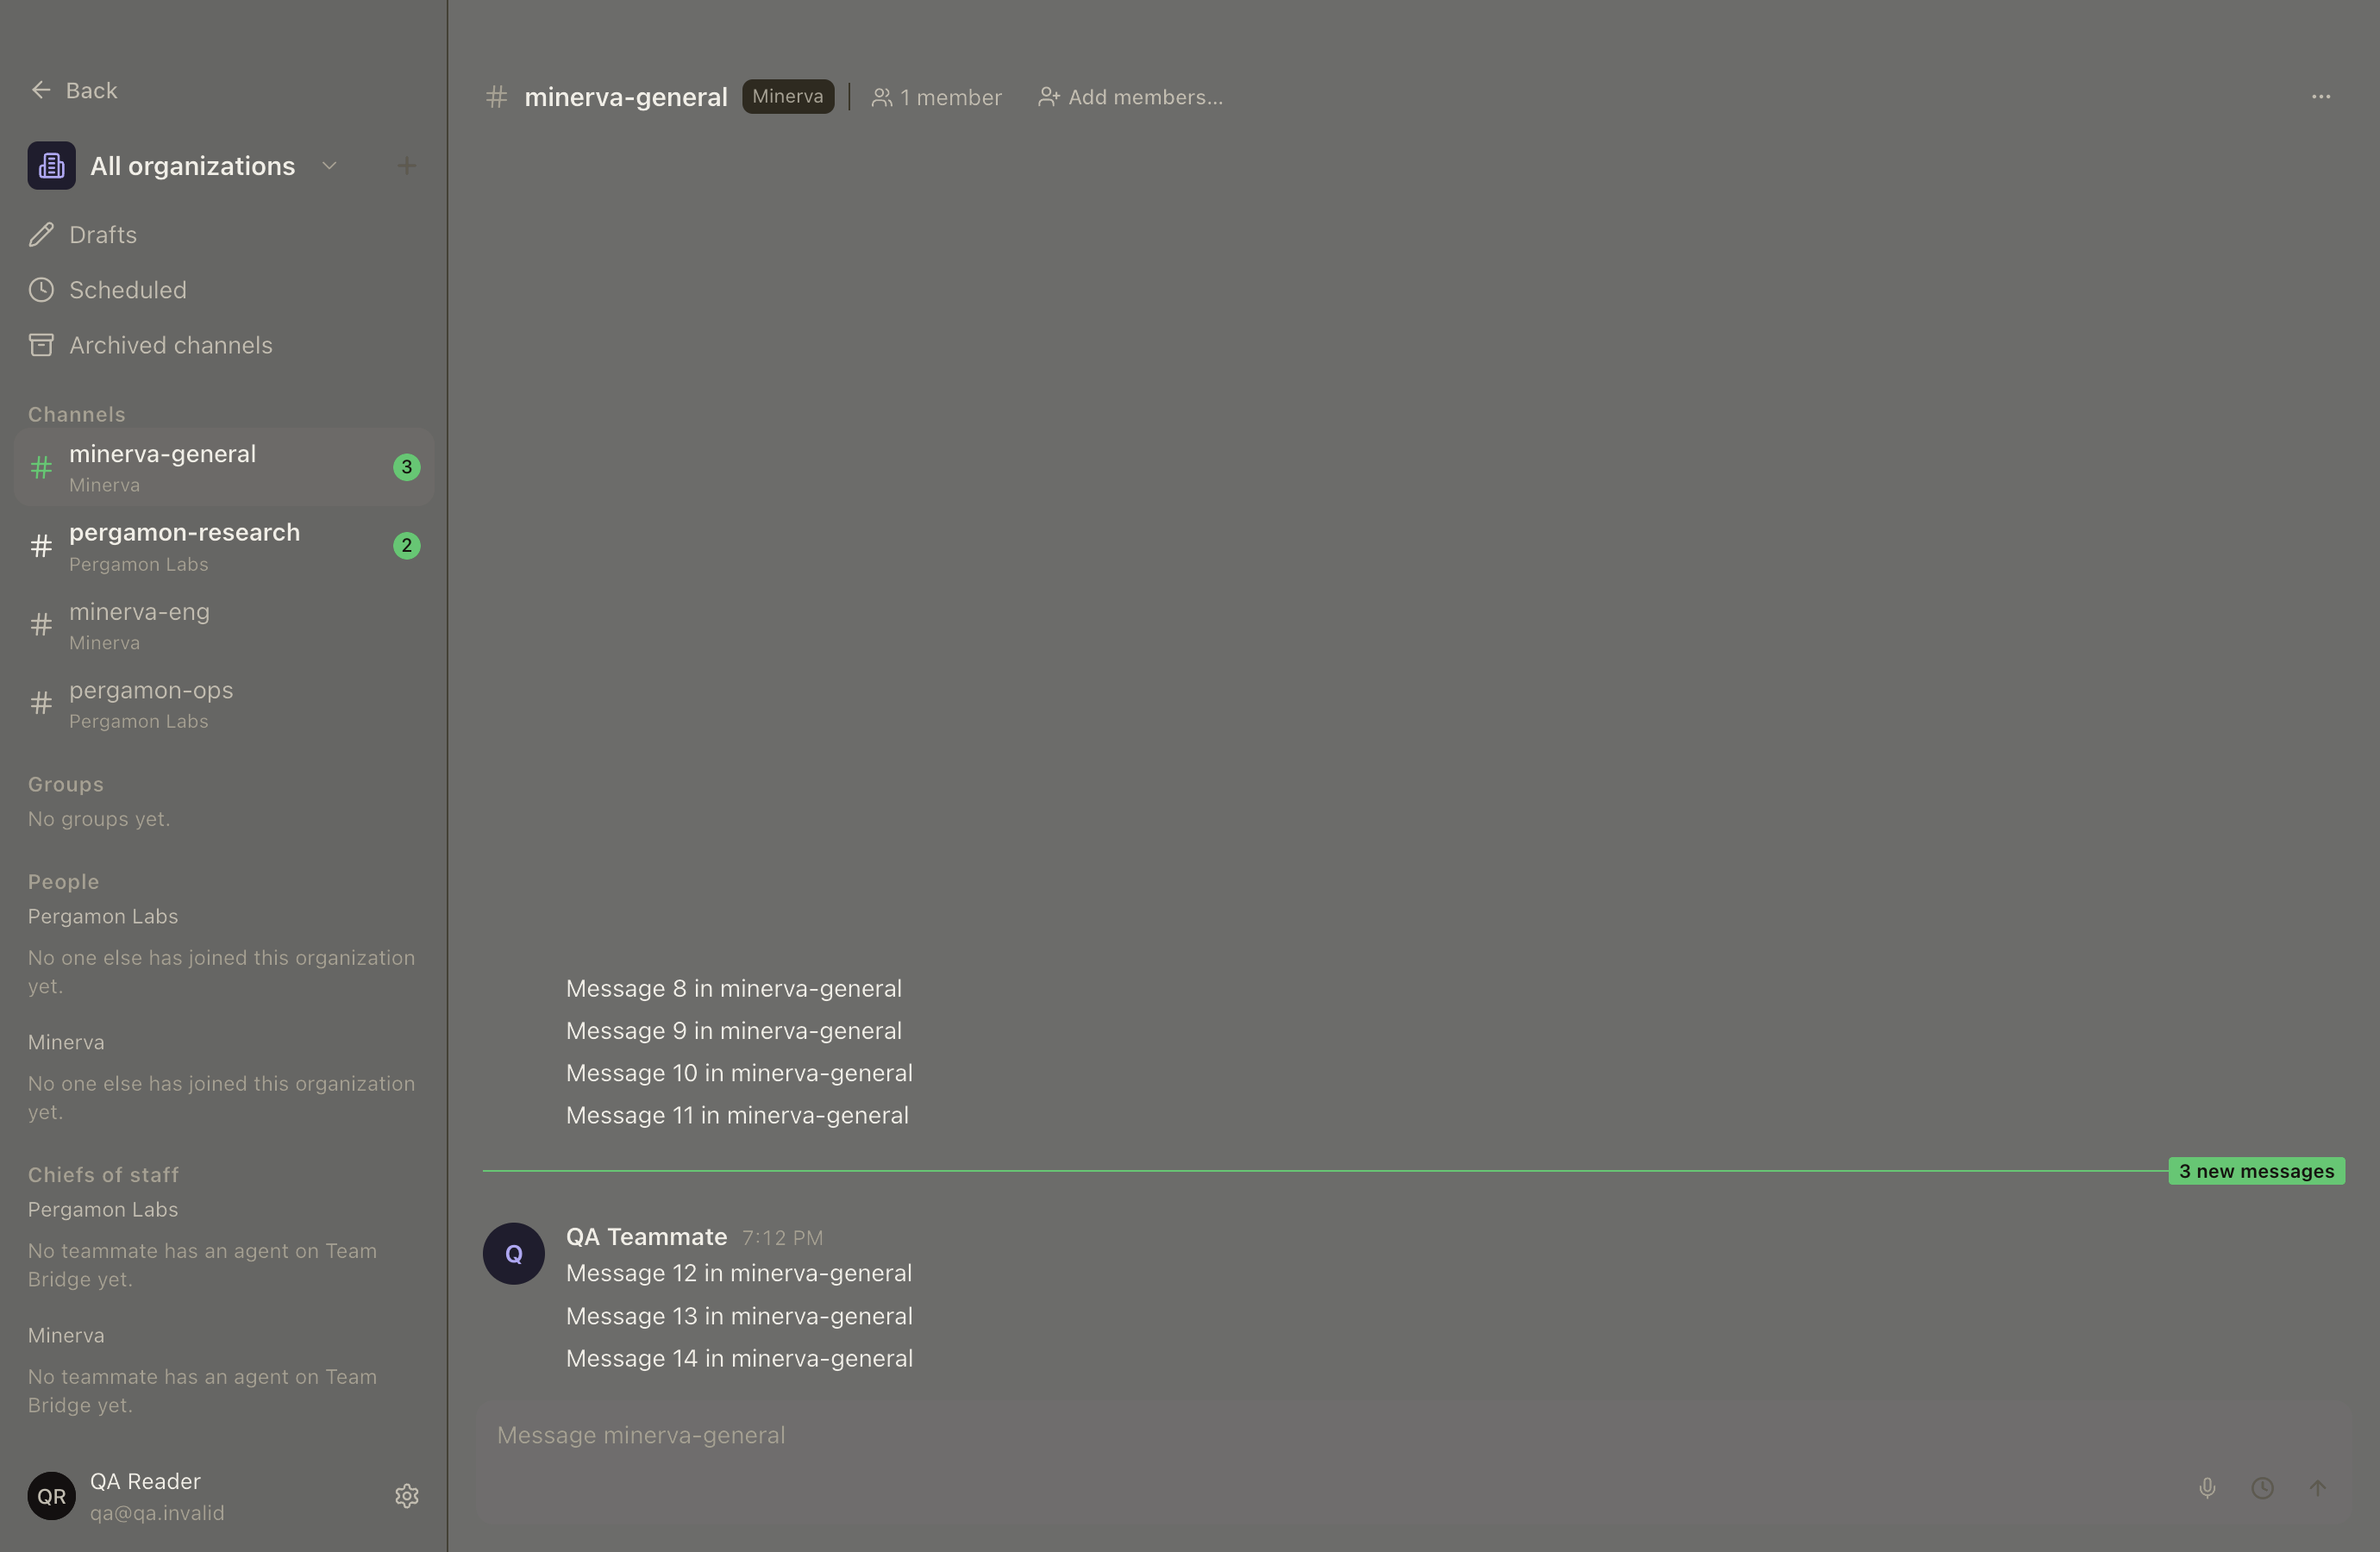 Back
All organizations
Drafts
Scheduled
Archived channels
Channels
minerva-general
Minerva
3
pergamon-research
Pergamon Labs
2
minerva-eng
Minerva
pergamon-ops
Pergamon Labs
Groups
No groups yet.
People
Pergamon Labs
No one else has joined this organization
yet.
Minerva
No one else has joined this organization
yet.
Chiefs of staff
Pergamon Labs
No teammate has an agent on Team
Bridge yet.
Minerva
No teammate has an agent on Team
Bridge yet.
QR
QA Reader
qa@qa.invalid
# minerva-general Minerva 1 member Add members...
Message 8 in minerva-general
Message 9 in minerva-general
Message 10 in minerva-general
Message 11 in minerva-general
3 new messages
Q
QA Teammate 7:12 PM
Message 12 in minerva-general
Message 13 in minerva-general
Message 14 in minerva-general
Message minerva-general